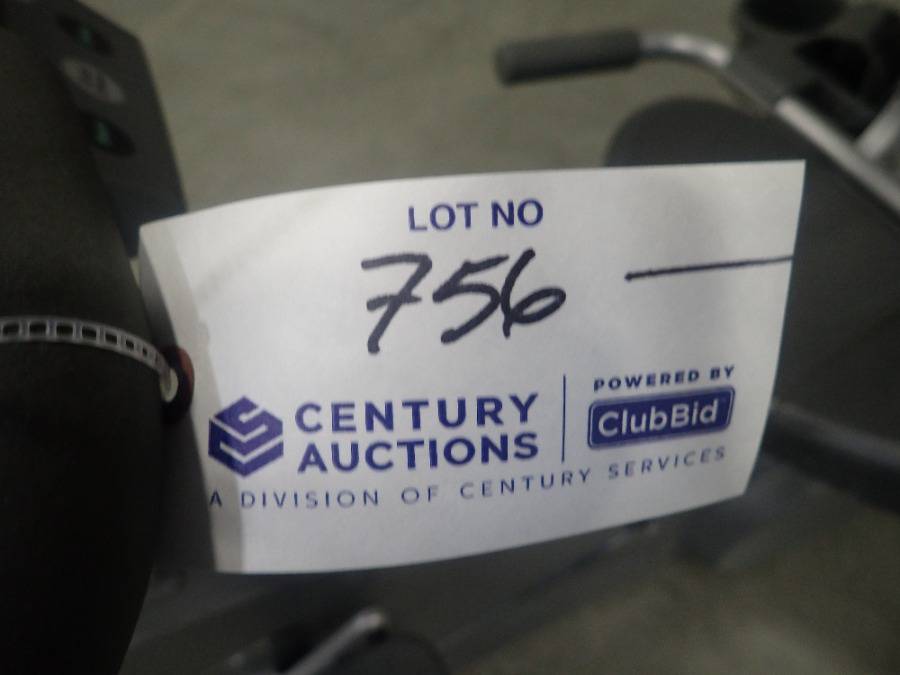 LOT NO
756 —
CENTURY
AUCTIONS
POWERED BY
ClubBid
A DIVISION OF CENTURY SERVICES